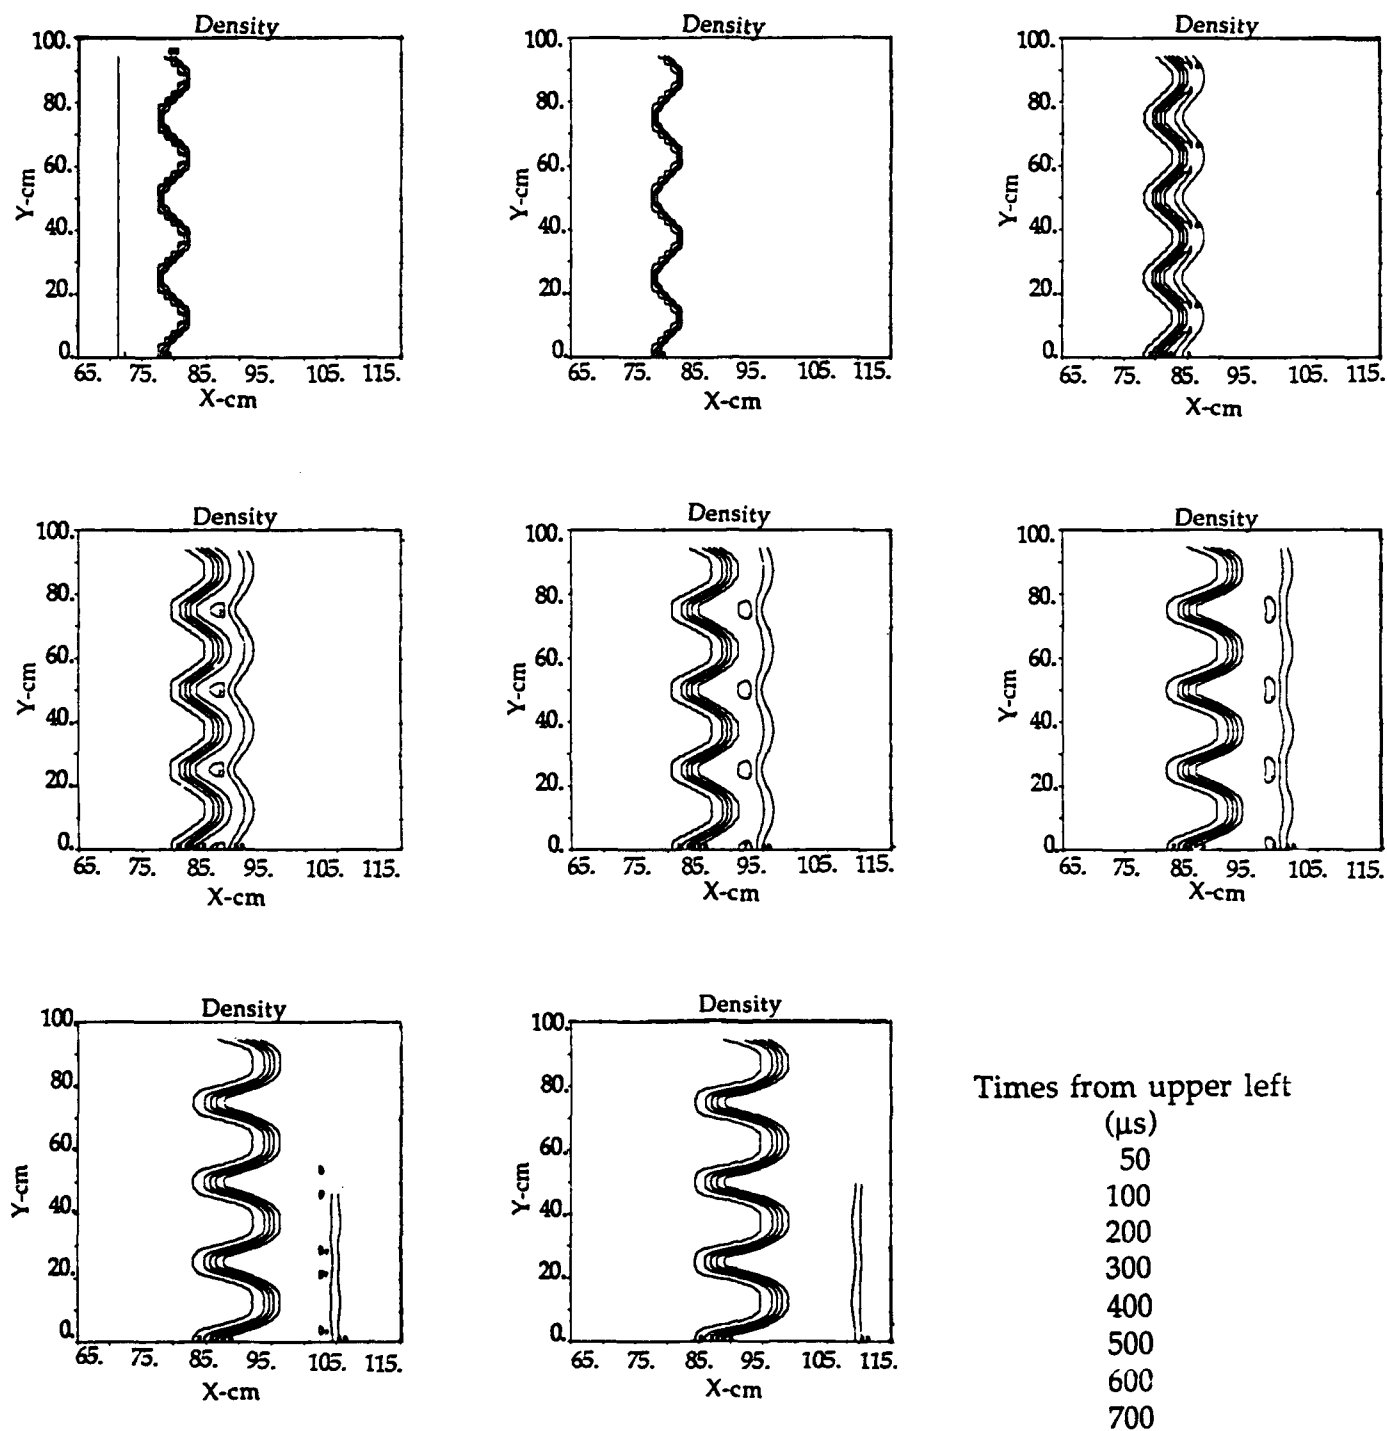 Density
100.
80.
60.
40.
20.
0.
Y-cm
65. 75. 85. 95. 105. 115.
X-cm
Density
100.
80.
60.
40.
20.
0.
Y-cm
65. 75. 85. 95. 105. 115.
X-cm
Density
100.
80.
60.
40.
20.
0.
Y-cm
65. 75. 85. 95. 105. 115.
X-cm
Density
100.
80.
60.
40.
20.
0.
Y-cm
65. 75. 85. 95. 105. 115.
X-cm
Density
100.
80.
60.
40.
20.
0.
Y-cm
65. 75. 85. 95. 105. 115.
X-cm
Density
100.
80.
60.
40.
20.
0.
Y-cm
65. 75. 85. 95. 105. 115.
X-cm
Density
100.
80.
60.
40.
20.
0.
Y-cm
65. 75. 85. 95. 105. 115.
X-cm
Density
100.
80.
60.
40.
20.
0.
Y-cm
65. 75. 85. 95. 105. 115.
X-cm
Times from upper left
(μs)
50
100
200
300
400
500
600
700